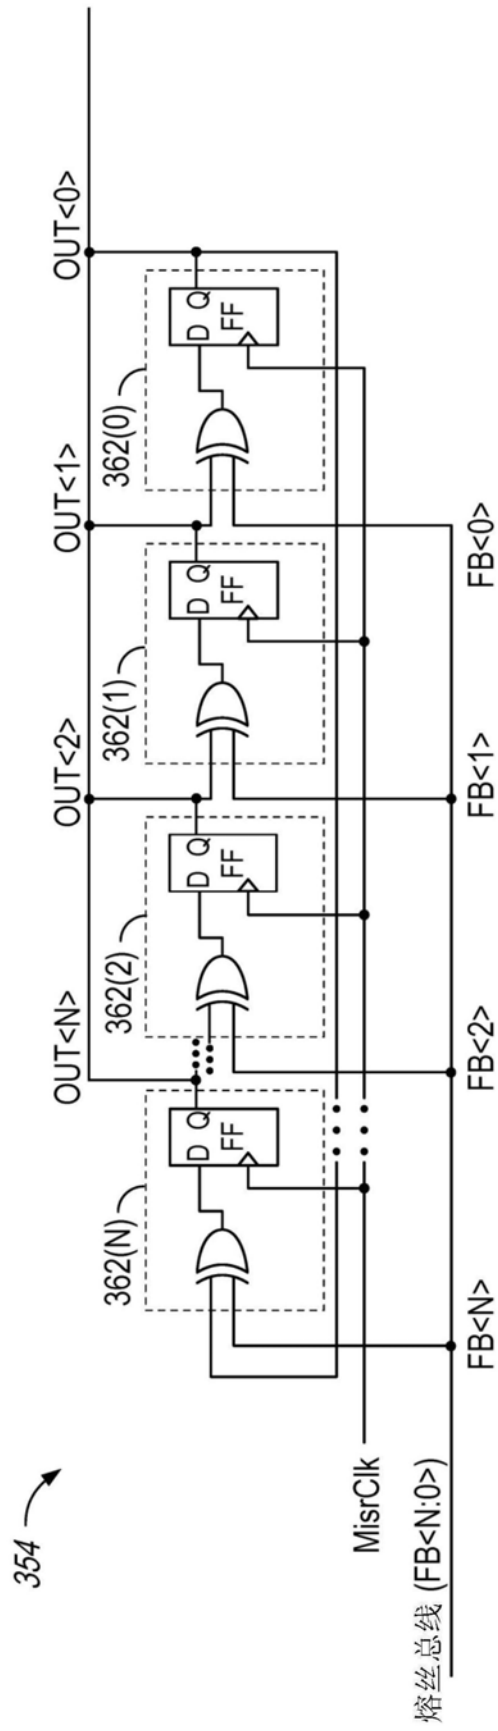 354
OUT<N>
OUT<2>
OUT<1>
OUT<0>
362(N)
362(2)
362(1)
362(0)
D Q
FF
D Q
FF
D Q
FF
D Q
FF
MisrClk
FB<N>
FB<2>
FB<1>
FB<0>
熔丝总线 (FB<N:0>)